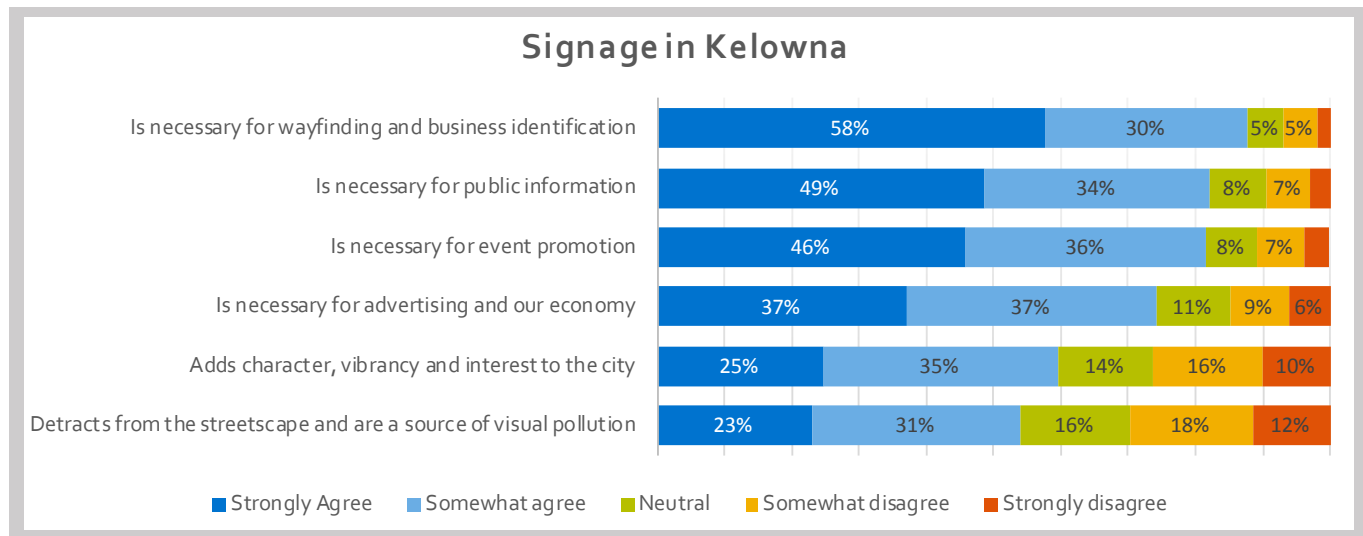 Signage in Kelowna
Is necessary for wayfinding and business identification 58% 30% 5% 5%
Is necessary for public information 49% 34% 8% 7%
Is necessary for event promotion 46% 36% 8% 7%
Is necessary for advertising and our economy 37% 37% 11% 9% 6%
Adds character, vibrancy and interest to the city 25% 35% 14% 16% 10%
Detracts from the streetscape and are a source of visual pollution 23% 31% 16% 18% 12%
Strongly Agree Somewhat agree Neutral Somewhat disagree Strongly disagree